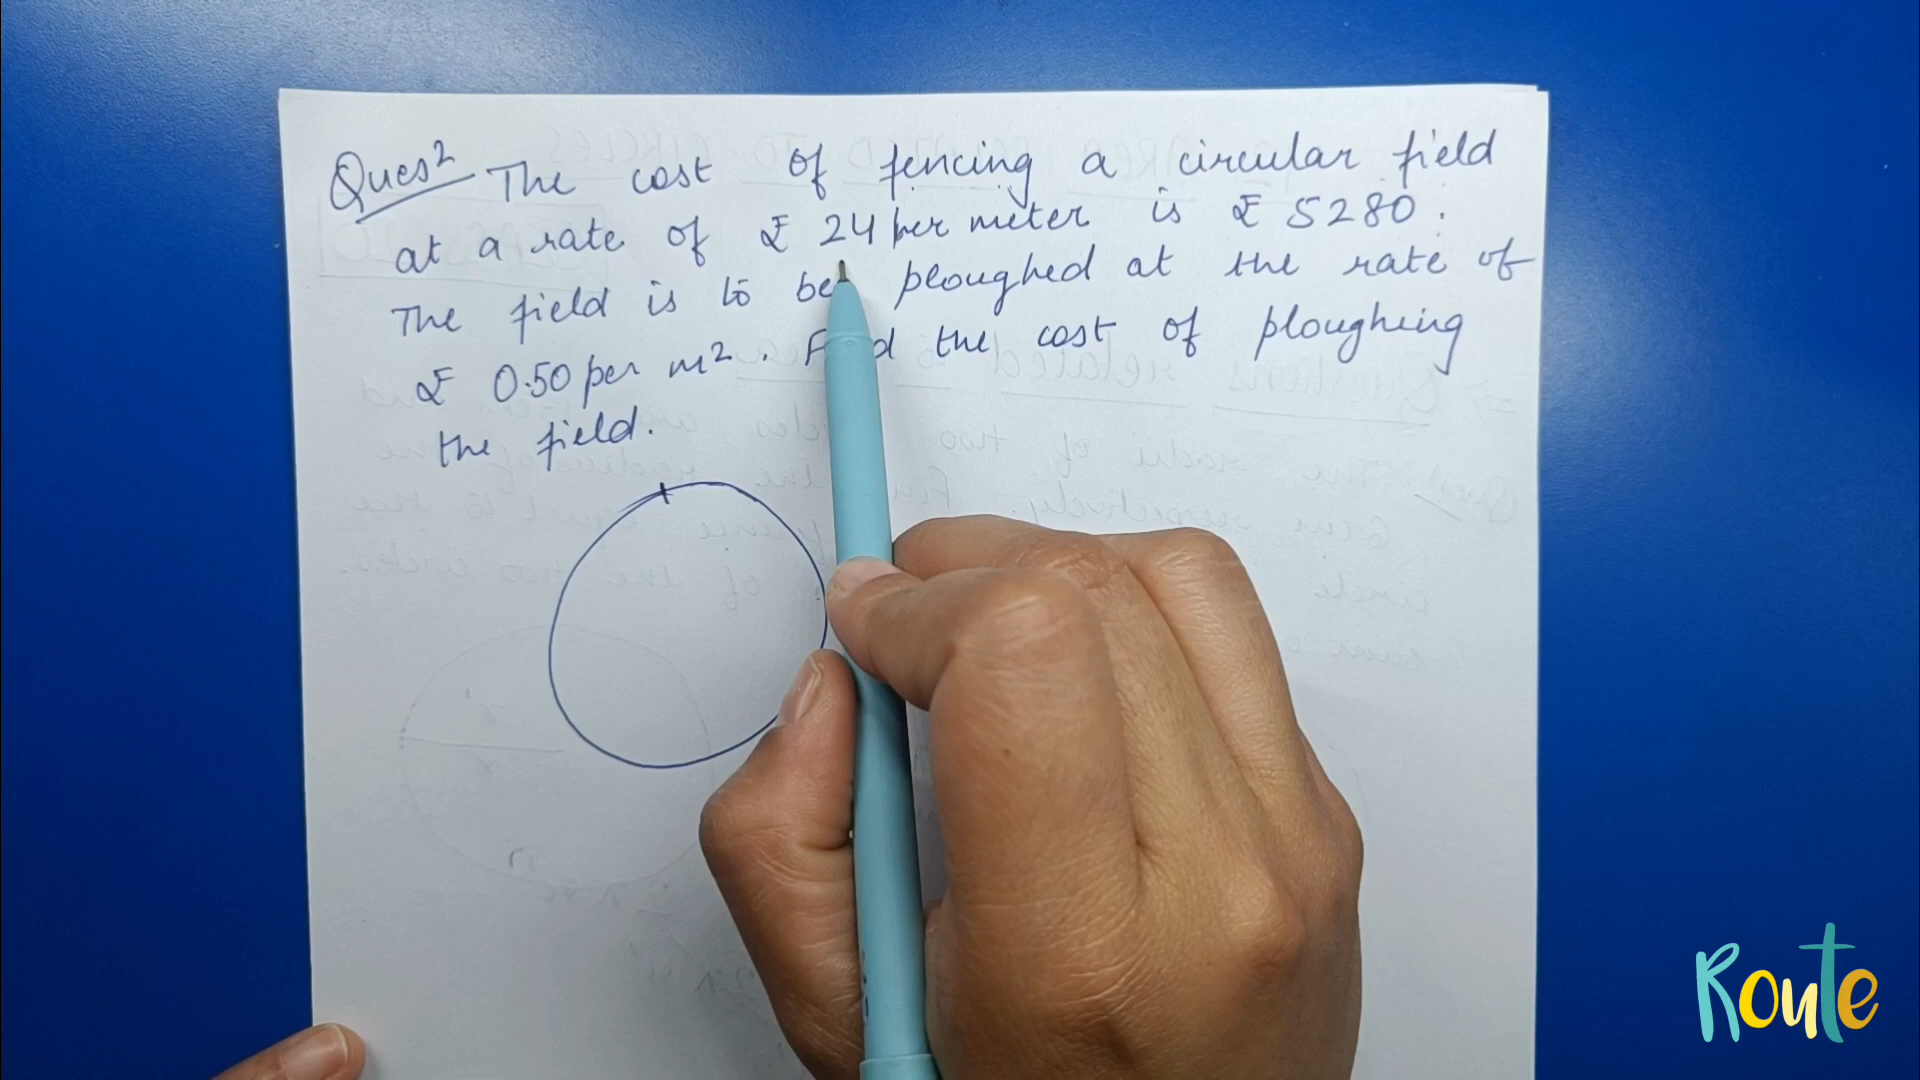 Ques2 The cost of fencing a circular field
at a rate of ₹ 24 per meter is ₹ 5280.
The field is to be ploughed at the rate of
₹ 0.50 per m². Find the cost of ploughing
the field.
Route